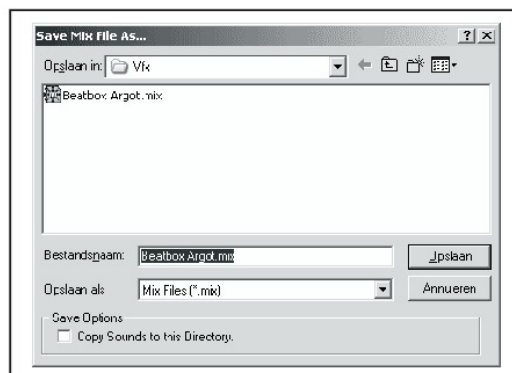 Save Mix File As...
Opslaan in: Vfx
Beatbox Argot.mix
Bestandsnaam: Beatbox Argot.mix Opslaan
Opslaan als: Mix Files (*.mix) Annuleren
Save Options
Copy Sounds to this Directory.